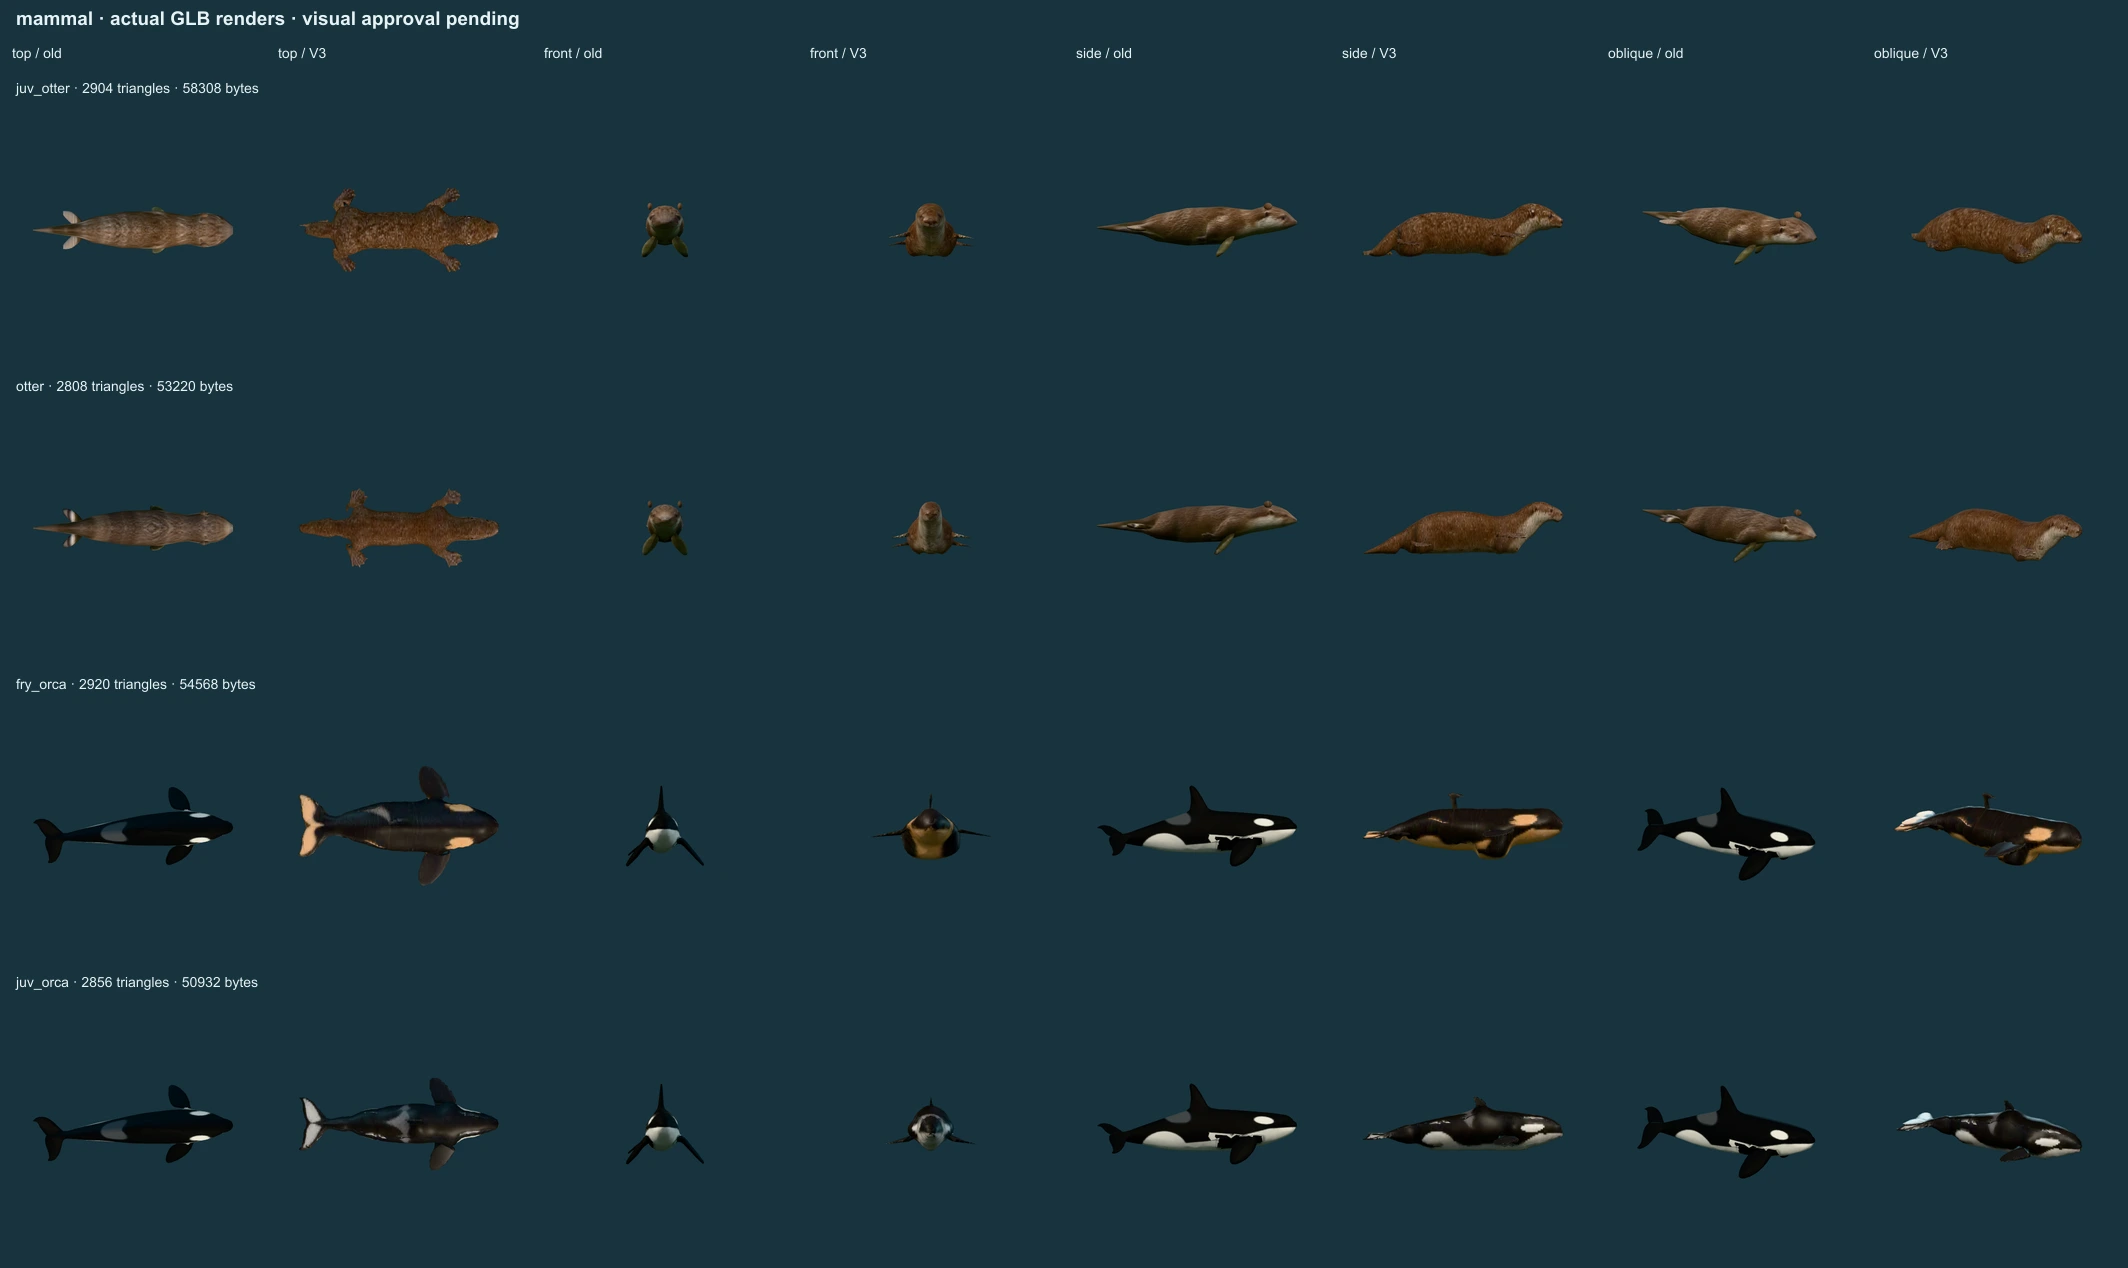 mammal · actual GLB renders · visual approval pending
top / old top / V3 front / old front / V3 side / old side / V3 oblique / old oblique / V3
juv_otter · 2904 triangles · 58308 bytes
otter · 2808 triangles · 53220 bytes
fry_orca · 2920 triangles · 54568 bytes
juv_orca · 2856 triangles · 50932 bytes